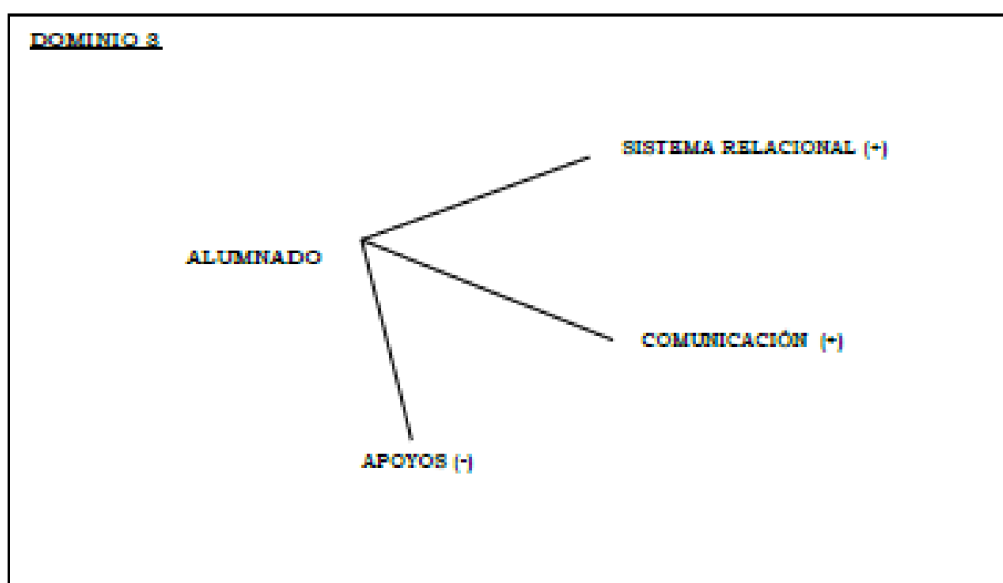 DOMINIO 3
SISTEMA RELACIONAL (+)
ALUMNADO
COMUNICACIÓN (+)
APOYOS (-)